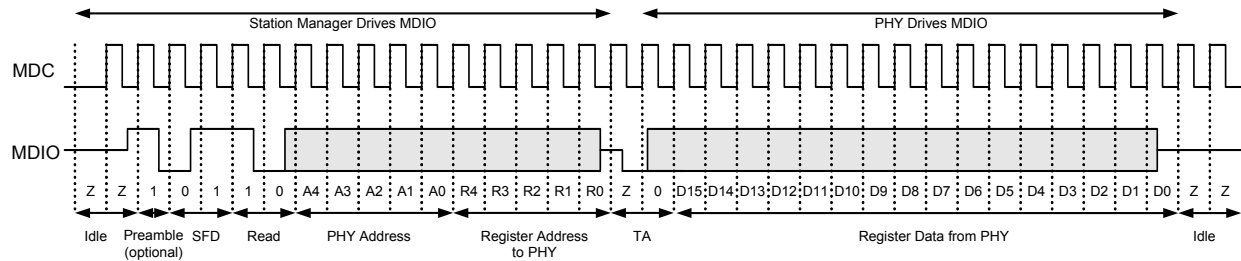 Station Manager Drives MDIO PHY Drives MDIO
MDC
MDIO
Z Z 1 0 1 1 0 A4 A3 A2 A1 A0 R4 R3 R2 R1 R0 Z 0 D15 D14 D13 D12 D11 D10 D9 D8 D7 D6 D5 D4 D3 D2 D1 D0 Z Z
Idle Preamble SFD Read PHY Address Register Address TA Register Data from PHY Idle
(optional) to PHY